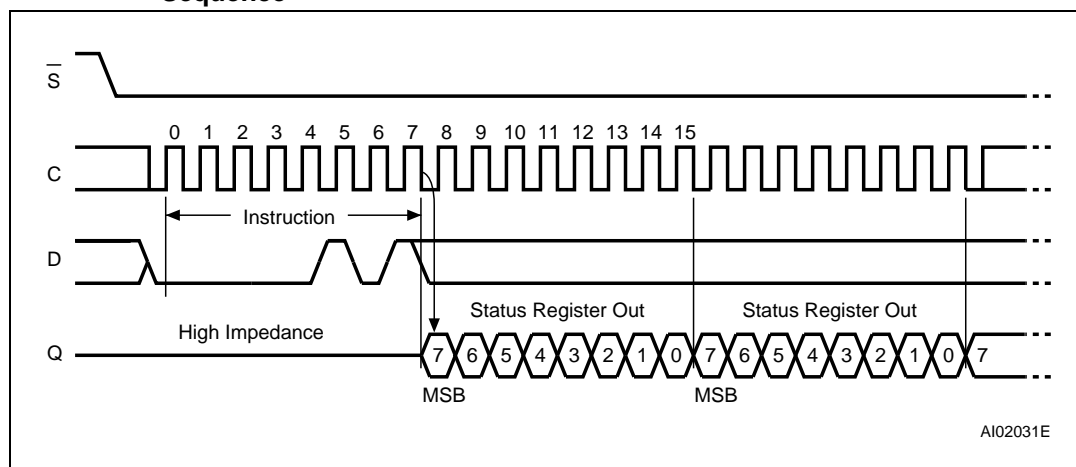 sequence
S
0 1 2 3 4 5 6 7 8 9 10 11 12 13 14 15
C
Instruction
D
Status Register Out Status Register Out
High Impedance
Q 7 6 5 4 3 2 1 0 7 6 5 4 3 2 1 0 7
MSB MSB
AI02031E